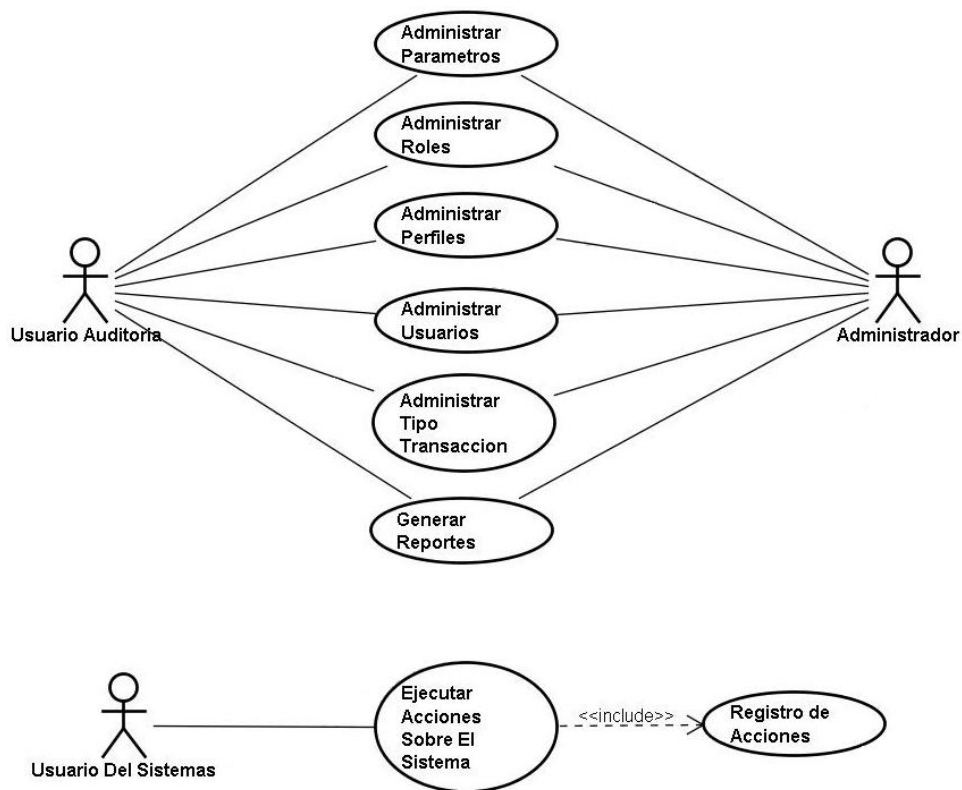 Administrar
Parametros
Administrar
Roles
Administrar
Perfiles
Usuario Auditoria
Administrar
Usuarios
Administrador
Administrar
Tipo
Transaccion
Generar
Reportes
Usuario Del Sistemas
Ejecutar
Acciones
Sobre El
Sistema
<<include>>
Registro de
Acciones